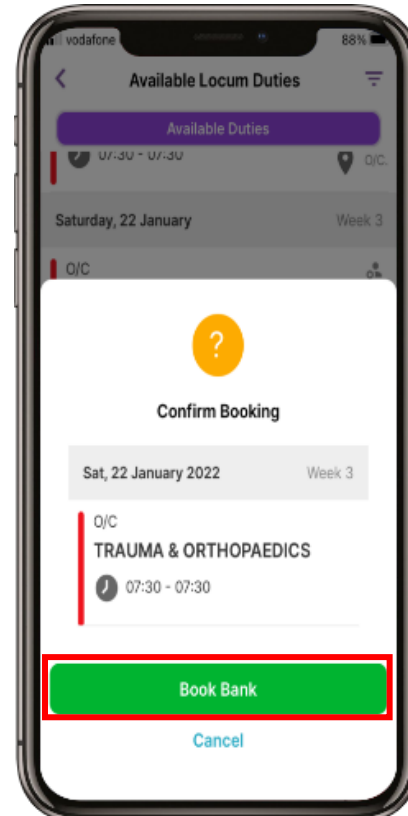 vodafone 88%
Available Locum Duties
Available Duties
07:30 - 07:30 O/C.
Saturday, 22 January Week 3
O/C
?
Confirm Booking
Sat, 22 January 2022 Week 3
O/C
TRAUMA & ORTHOPAEDICS
07:30 - 07:30
Book Bank
Cancel